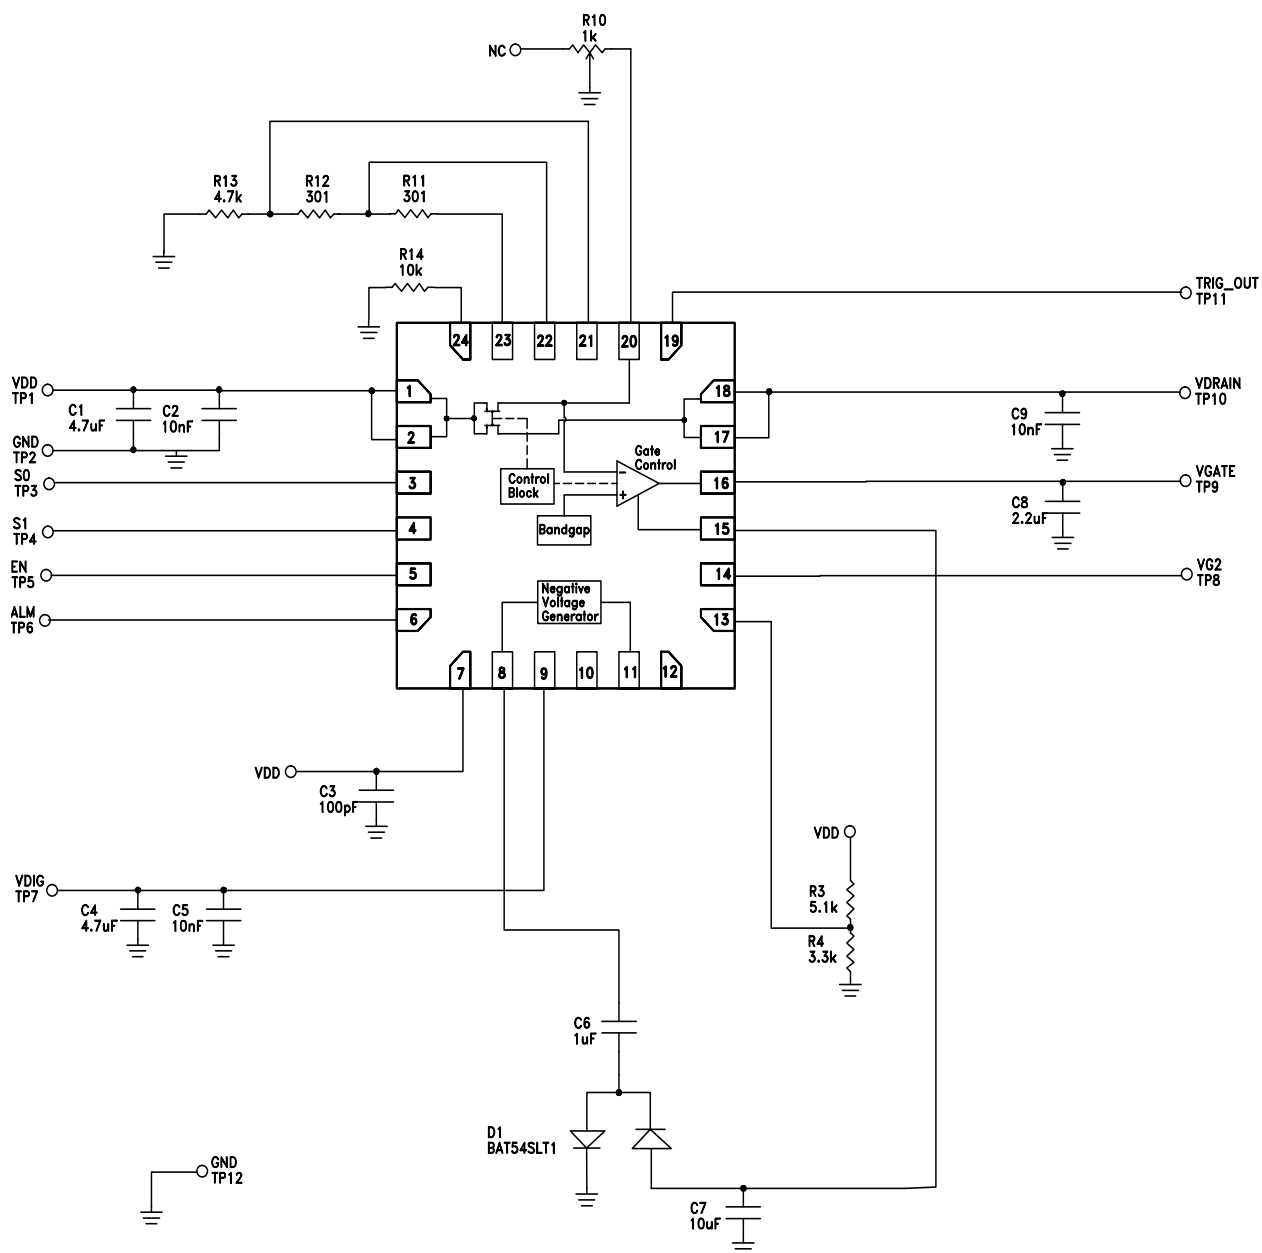 R10
1k
NC
R13
4.7k
R12
301
R11
301
R14
10k
TRIG_OUT
TP11
24
23
22
21
20
19
VDD
TP1
C1
4.7uF
C2
10nF
GND
TP2
S0
TP3
S1
TP4
EN
TP5
ALM
TP6
1
2
3
4
5
6
Gate
Control
-
+
Control
Block
Bandgap
Negative
Voltage
Generator
18
17
16
15
14
13
VDRAIN
TP10
C9
10nF
VGATE
TP9
C8
2.2uF
VG2
TP8
7
8
9
10
11
12
VDD
C3
100pF
VDIG
TP7
C4
4.7uF
C5
10nF
VDD
R3
5.1k
R4
3.3k
C6
1uF
D1
BAT54SLT1
GND
TP12
C7
10uF